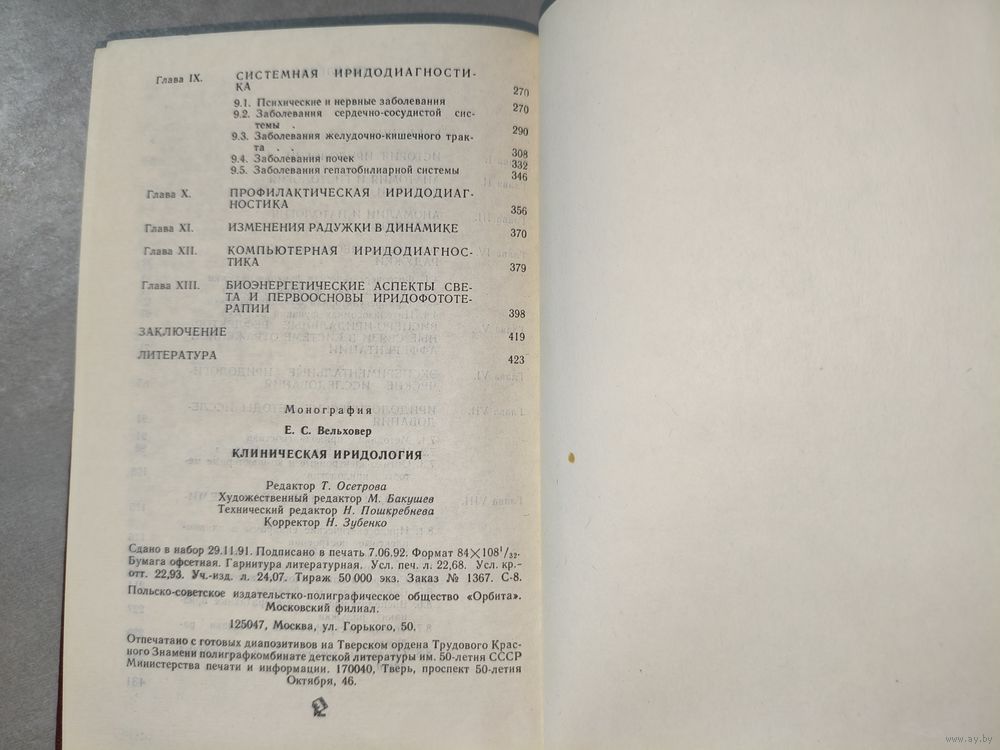 Глава IX. СИСТЕМНАЯ ИРИДОДИАГНОСТИ-
КА 270
9.1. Психические и нервные заболевания 270
9.2. Заболевания сердечно-сосудистой сис-
темы . 290
9.3. Заболевания желудочно-кишечного трак-
та . . 308
9.4. Заболевания почек 332
9.5. Заболевания гепатобилиарной системы 346
Глава X. ПРОФИЛАКТИЧЕСКАЯ ИРИДОДИАГ-
НОСТИКА 356
Глава XI. ИЗМЕНЕНИЯ РАДУЖКИ В ДИНАМИКЕ 370
Глава XII. КОМПЬЮТЕРНАЯ ИРИДОДИАГНОС-
ТИКА 379
Глава XIII. БИОЭНЕРГЕТИЧЕСКИЕ АСПЕКТЫ СВЕ-
ТА И ПЕРВООСНОВЫ ИРИДОФОТОТЕ-
РАПИИ 398
ЗАКЛЮЧЕНИЕ 419
ЛИТЕРАТУРА 423
Монография
Е. С. Вельховер
КЛИНИЧЕСКАЯ ИРИДОЛОГИЯ
Редактор Т. Осетрова
Художественный редактор М. Бакушев
Технический редактор Н. Пошкребнева
Корректор Н. Зубенко
Сдано в набор 29.11.91. Подписано в печать 7.06.92. Формат 84×108¹/₃₂.
Бумага офсетная. Гарнитура литературная. Усл. печ. л. 22,68. Усл. кр.-
отт. 22,93. Уч.-изд. л. 24,07. Тираж 50 000 экз. Заказ № 1367. С-8.
Польско-советское издательстко-полиграфическое общество «Орбита».
Московский филиал.
125047, Москва, ул. Горького, 50.
Отпечатано с готовых диапозитивов на Тверском ордена Трудового Крас-
ного Знамени полиграфкомбинате детской литературы им. 50-летия СССР
Министерства печати и информации. 170040, Тверь, проспект 50-летия
Октября, 46.
www.ay.by